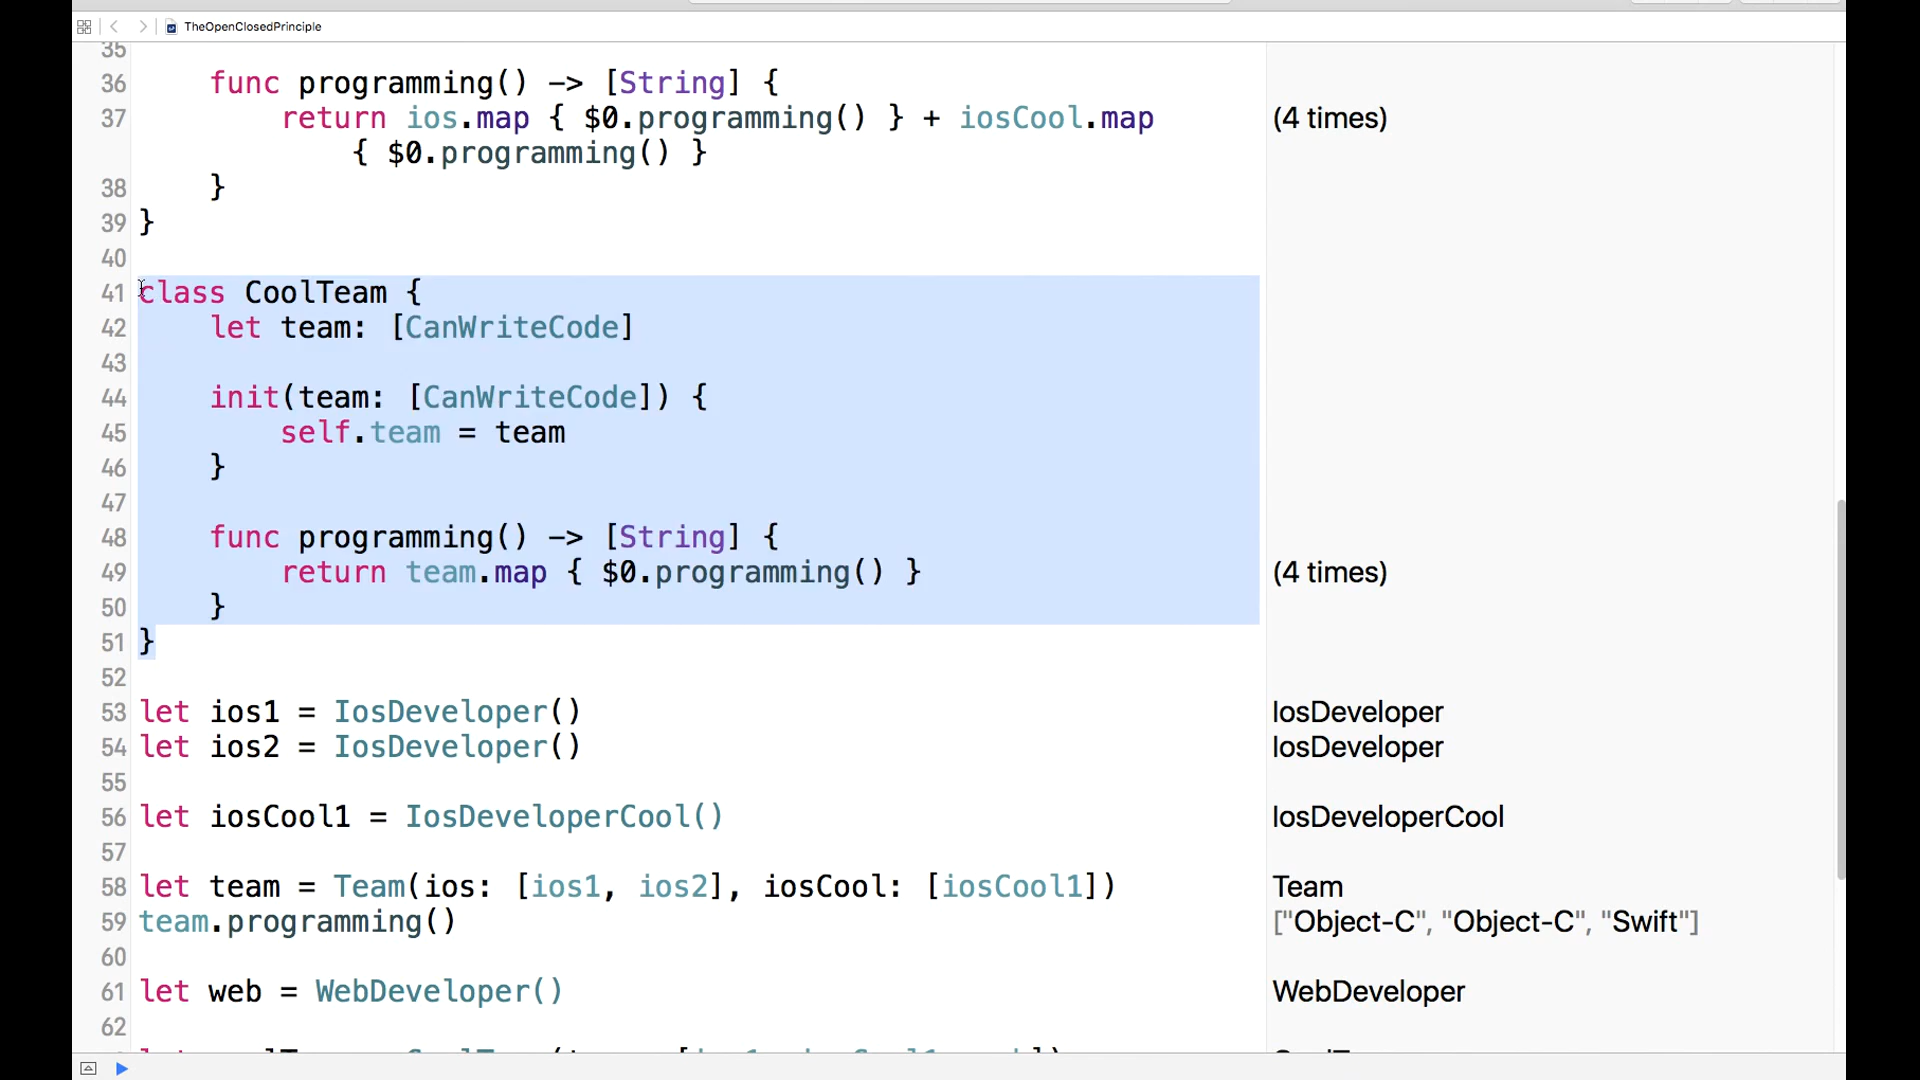 TheOpenClosedPrinciple
35
36 func programming() -> [String] {
37 return ios.map { $0.programming() } + iosCool.map (4 times)
{ $0.programming() }
38 }
39 }
40
41 class CoolTeam {
42 let team: [CanWriteCode]
43
44 init(team: [CanWriteCode]) {
45 self.team = team
46 }
47
48 func programming() -> [String] {
49 return team.map { $0.programming() } (4 times)
50 }
51 }
52
53 let ios1 = IosDeveloper() IosDeveloper
54 let ios2 = IosDeveloper() IosDeveloper
55
56 let iosCool1 = IosDeveloperCool() IosDeveloperCool
57
58 let team = Team(ios: [ios1, ios2], iosCool: [iosCool1]) Team
59 team.programming() ["Object-C", "Object-C", "Swift"]
60
61 let web = WebDeveloper() WebDeveloper
62